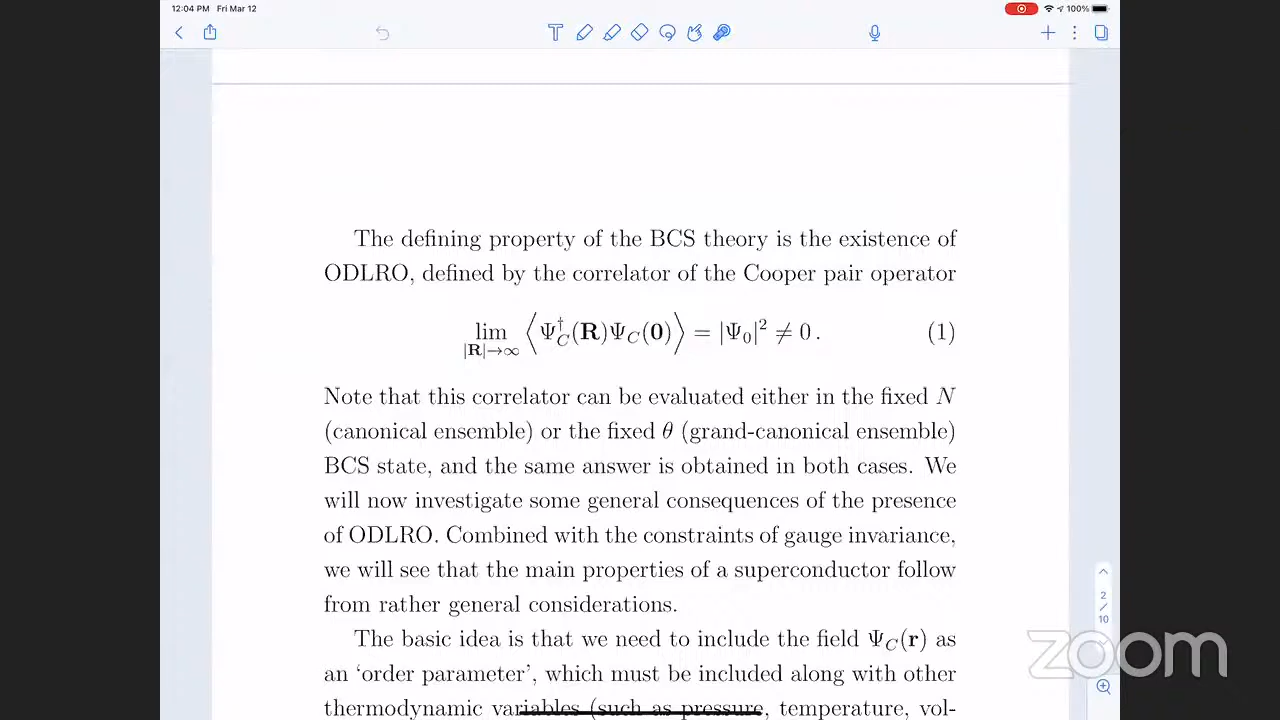 12:04 PM Fri Mar 12
100%
The defining property of the BCS theory is the existence of
ODLRO, defined by the correlator of the Cooper pair operator
lim_{|R|→∞} ⟨Ψ_C^†(R)Ψ_C(0)⟩ = |Ψ_0|^2 ≠ 0 . (1)
Note that this correlator can be evaluated either in the fixed N
(canonical ensemble) or the fixed θ (grand-canonical ensemble)
BCS state, and the same answer is obtained in both cases. We
will now investigate some general consequences of the presence
of ODLRO. Combined with the constraints of gauge invariance,
we will see that the main properties of a superconductor follow
from rather general considerations.
The basic idea is that we need to include the field Ψ_C(r) as
an ‘order parameter’, which must be included along with other
thermodynamic variables (such as pressure, temperature, vol-
2
/
10
zoom